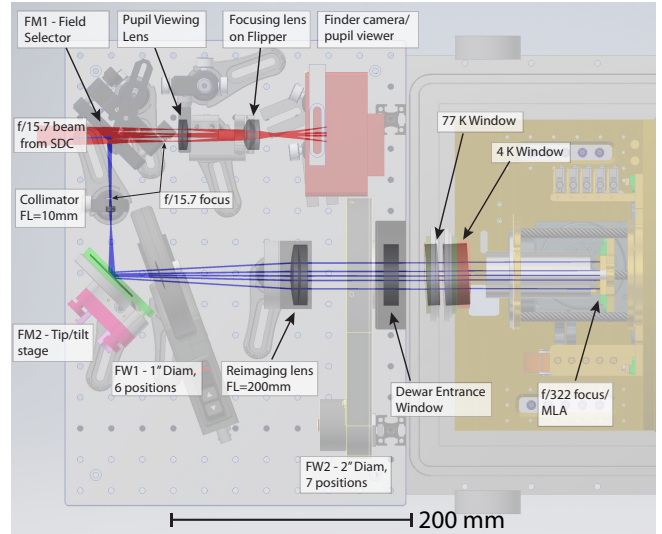 FM1 - Field
Selector
Pupil Viewing
Lens
Focusing lens
on Flipper
Finder camera/
pupil viewer
77 K Window
4 K Window
f/15.7 beam
from SDC
Collimator
FL=10mm
f/15.7 focus
FM2 - Tip/tilt
stage
FW1 - 1" Diam,
6 positions
Reimaging lens
FL=200mm
Dewar Entrance
Window
f/322 focus/
MLA
FW2 - 2" Diam,
7 positions
200 mm